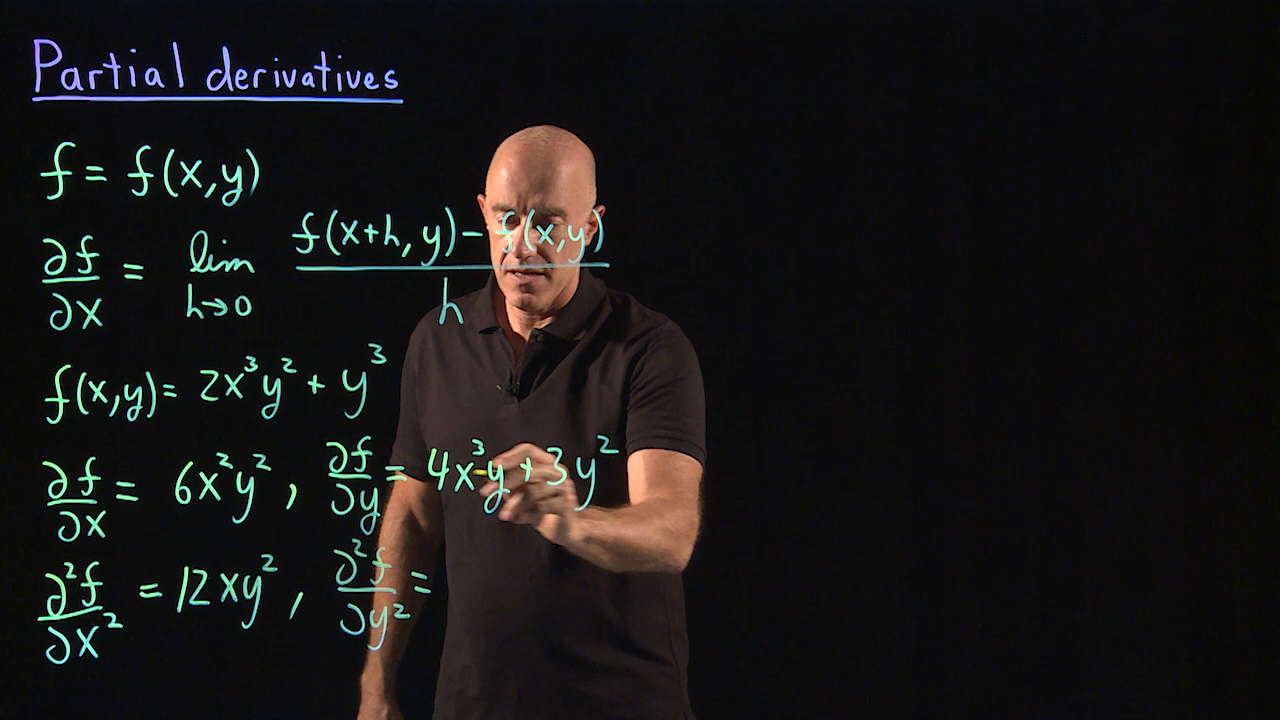 Partial derivatives
f = f(x,y)
∂f/∂x = lim h→0 (f(x+h, y) − f(x,y))/h
f(x,y) = 2x³y² + y³
∂f/∂x = 6x²y² , ∂f/∂y = 4x³y + 3y²
∂²f/∂x² = 12xy² , ∂²f/∂y² =